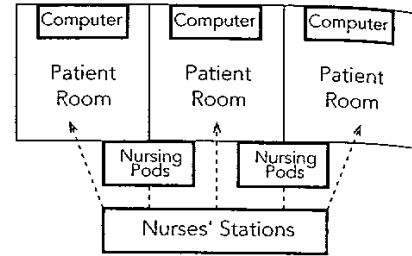 Computer
Computer
Computer
Patient
Room
Patient
Room
Patient
Room
Nursing
Pods
Nursing
Pods
Nurses' Stations